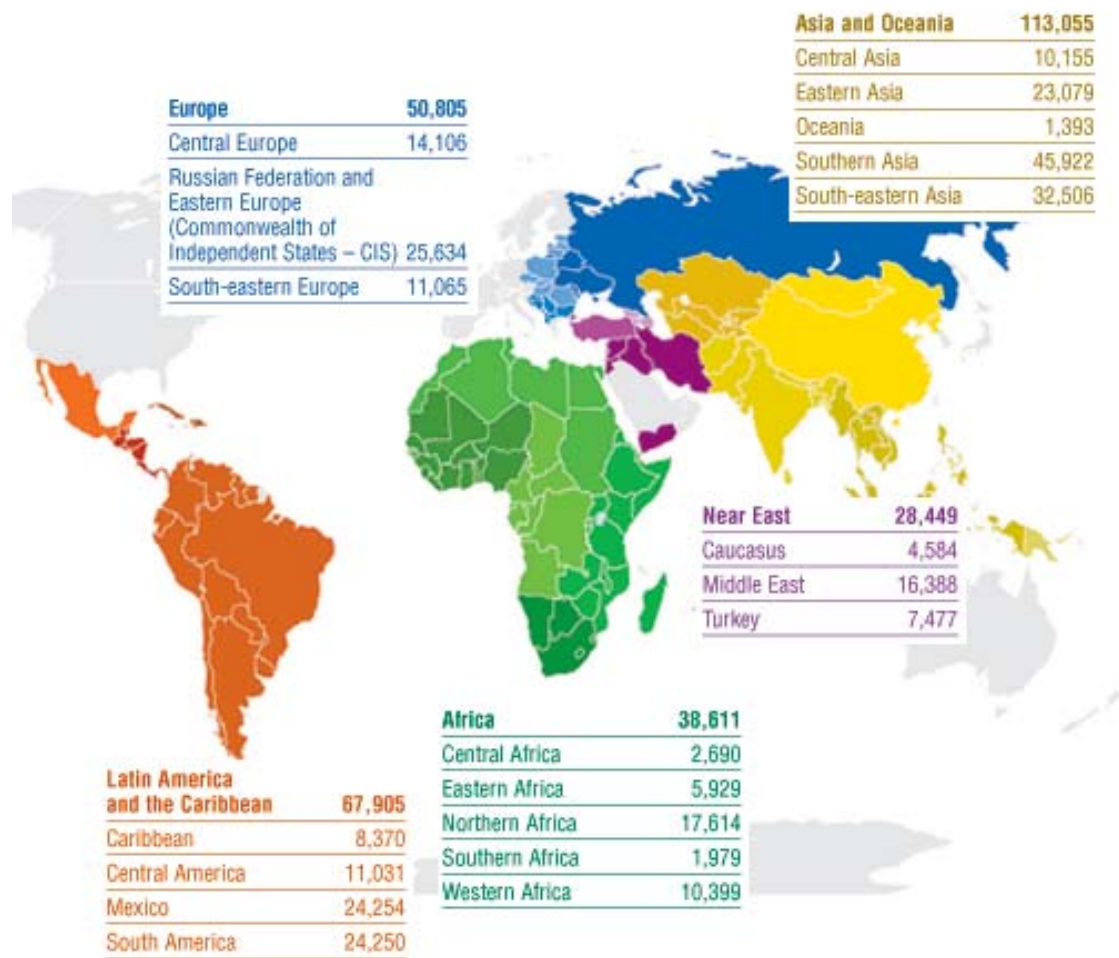 Asia and Oceania 113,055
Central Asia 10,155
Eastern Asia 23,079
Oceania 1,393
Southern Asia 45,922
South-eastern Asia 32,506
Europe 50,805
Central Europe 14,106
Russian Federation and
Eastern Europe
(Commonwealth of
Independent States – CIS) 25,634
South-eastern Europe 11,065
Near East 28,449
Caucasus 4,584
Middle East 16,388
Turkey 7,477
Africa 38,611
Central Africa 2,690
Eastern Africa 5,929
Northern Africa 17,614
Southern Africa 1,979
Western Africa 10,399
Latin America
and the Caribbean 67,905
Caribbean 8,370
Central America 11,031
Mexico 24,254
South America 24,250